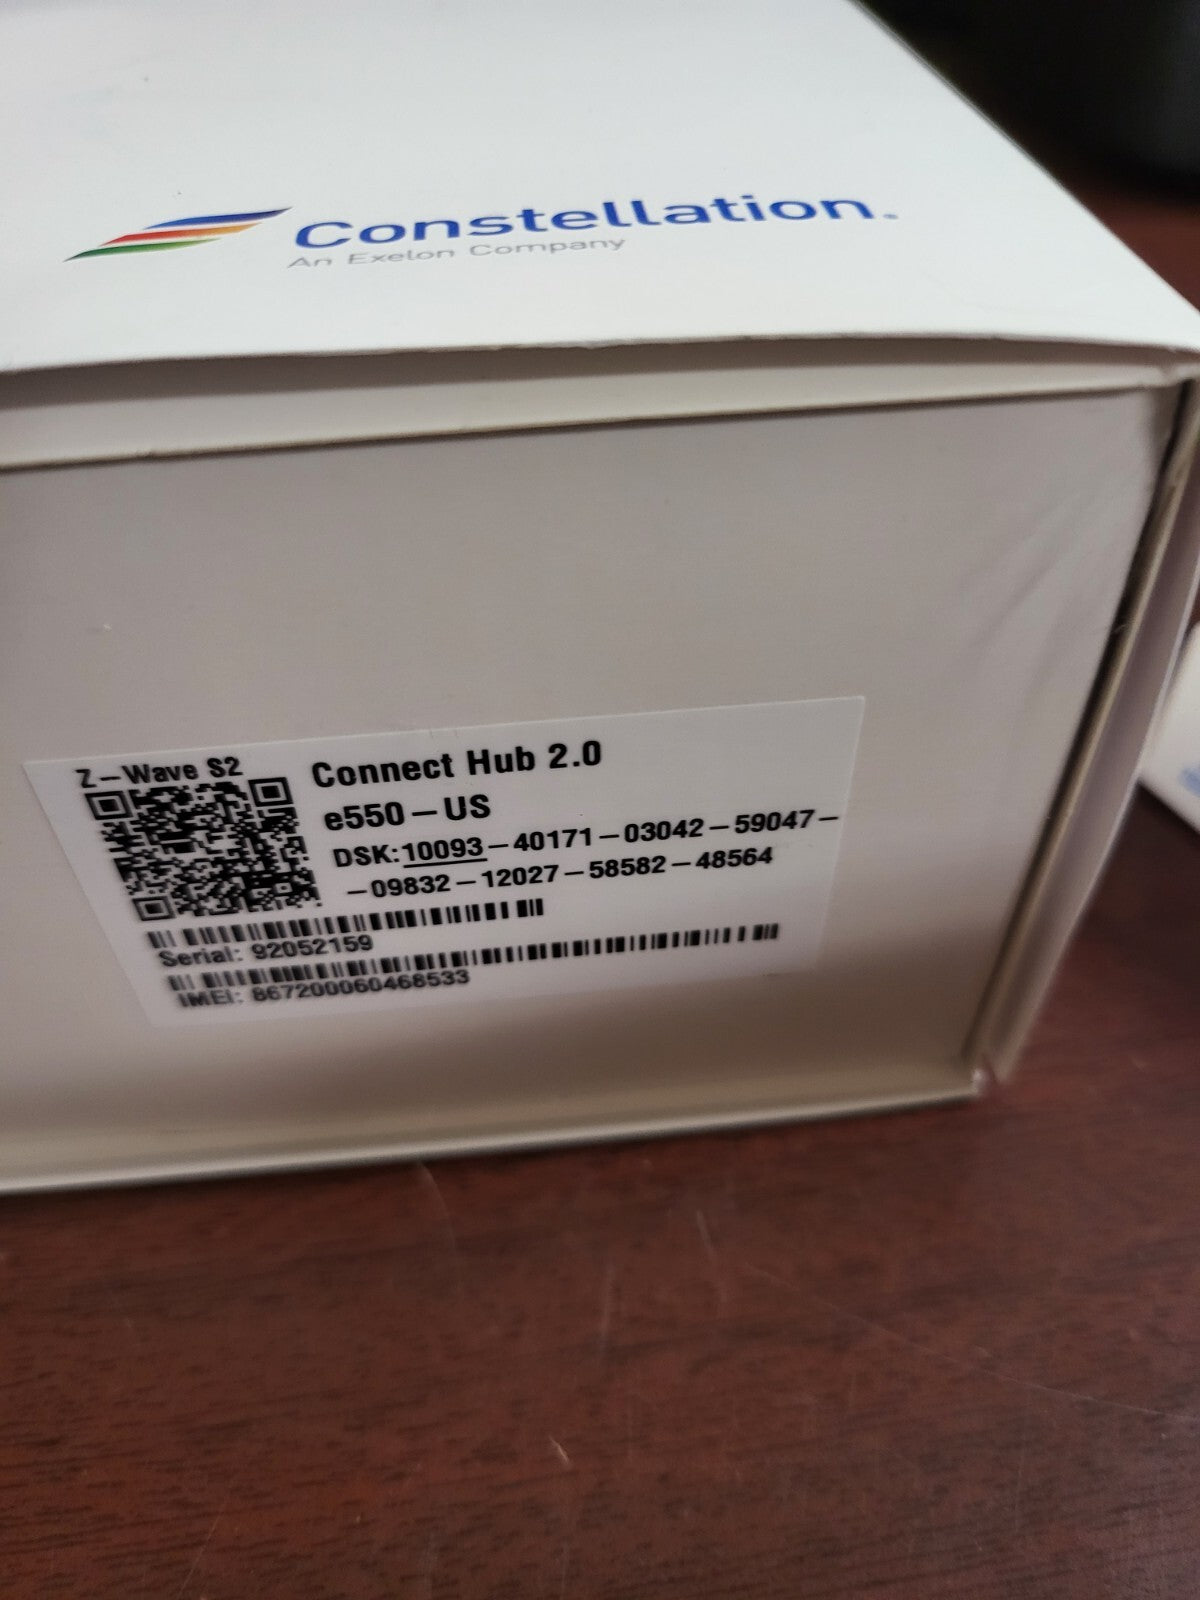 Constellation.
An Exelon Company
Z-Wave S2
Connect Hub 2.0
e550-US
DSK:10093-40171-03042-59047-
-09832-12027-58582-48564
Serial: 92052159
IMEI: 867200060468533